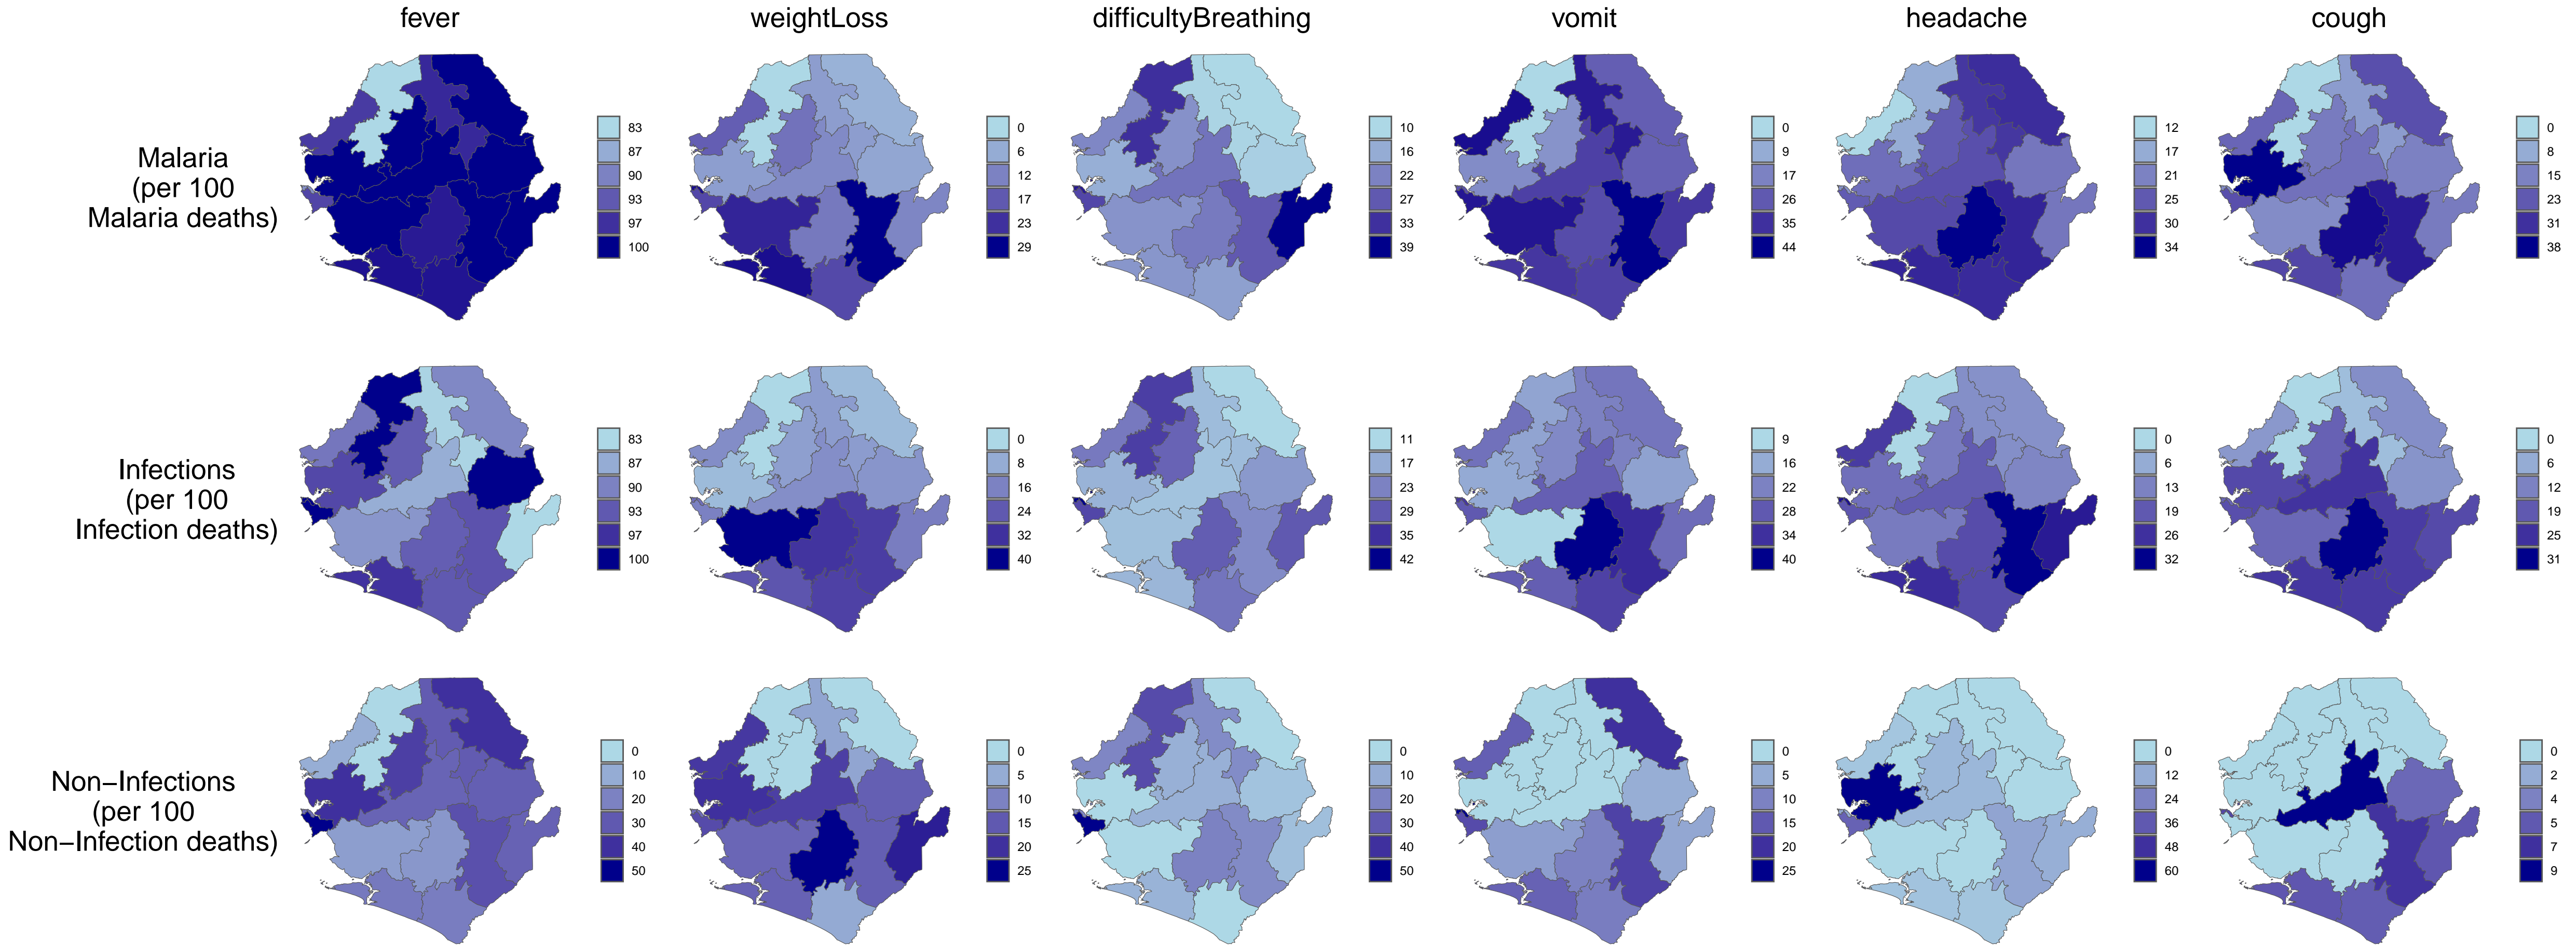 fever weightLoss difficultyBreathing vomit headache cough
Malaria
(per 100
Malaria deaths)
83 0 10 0 12 0
87 6 16 9 17 8
90 12 22 17 21 15
93 17 27 26 25 23
97 23 33 35 30 31
100 29 39 44 34 38
Infections
(per 100
Infection deaths)
83 0 11 9 0 0
87 8 17 16 6 6
90 16 23 22 13 12
93 24 29 28 19 19
97 32 35 34 26 25
100 40 42 40 32 31
Non−Infections
(per 100
Non−Infection deaths)
0 0 0 0 0 0
10 5 10 5 12 2
20 10 20 10 24 4
30 15 30 15 36 5
40 20 40 20 48 7
50 25 50 25 60 9